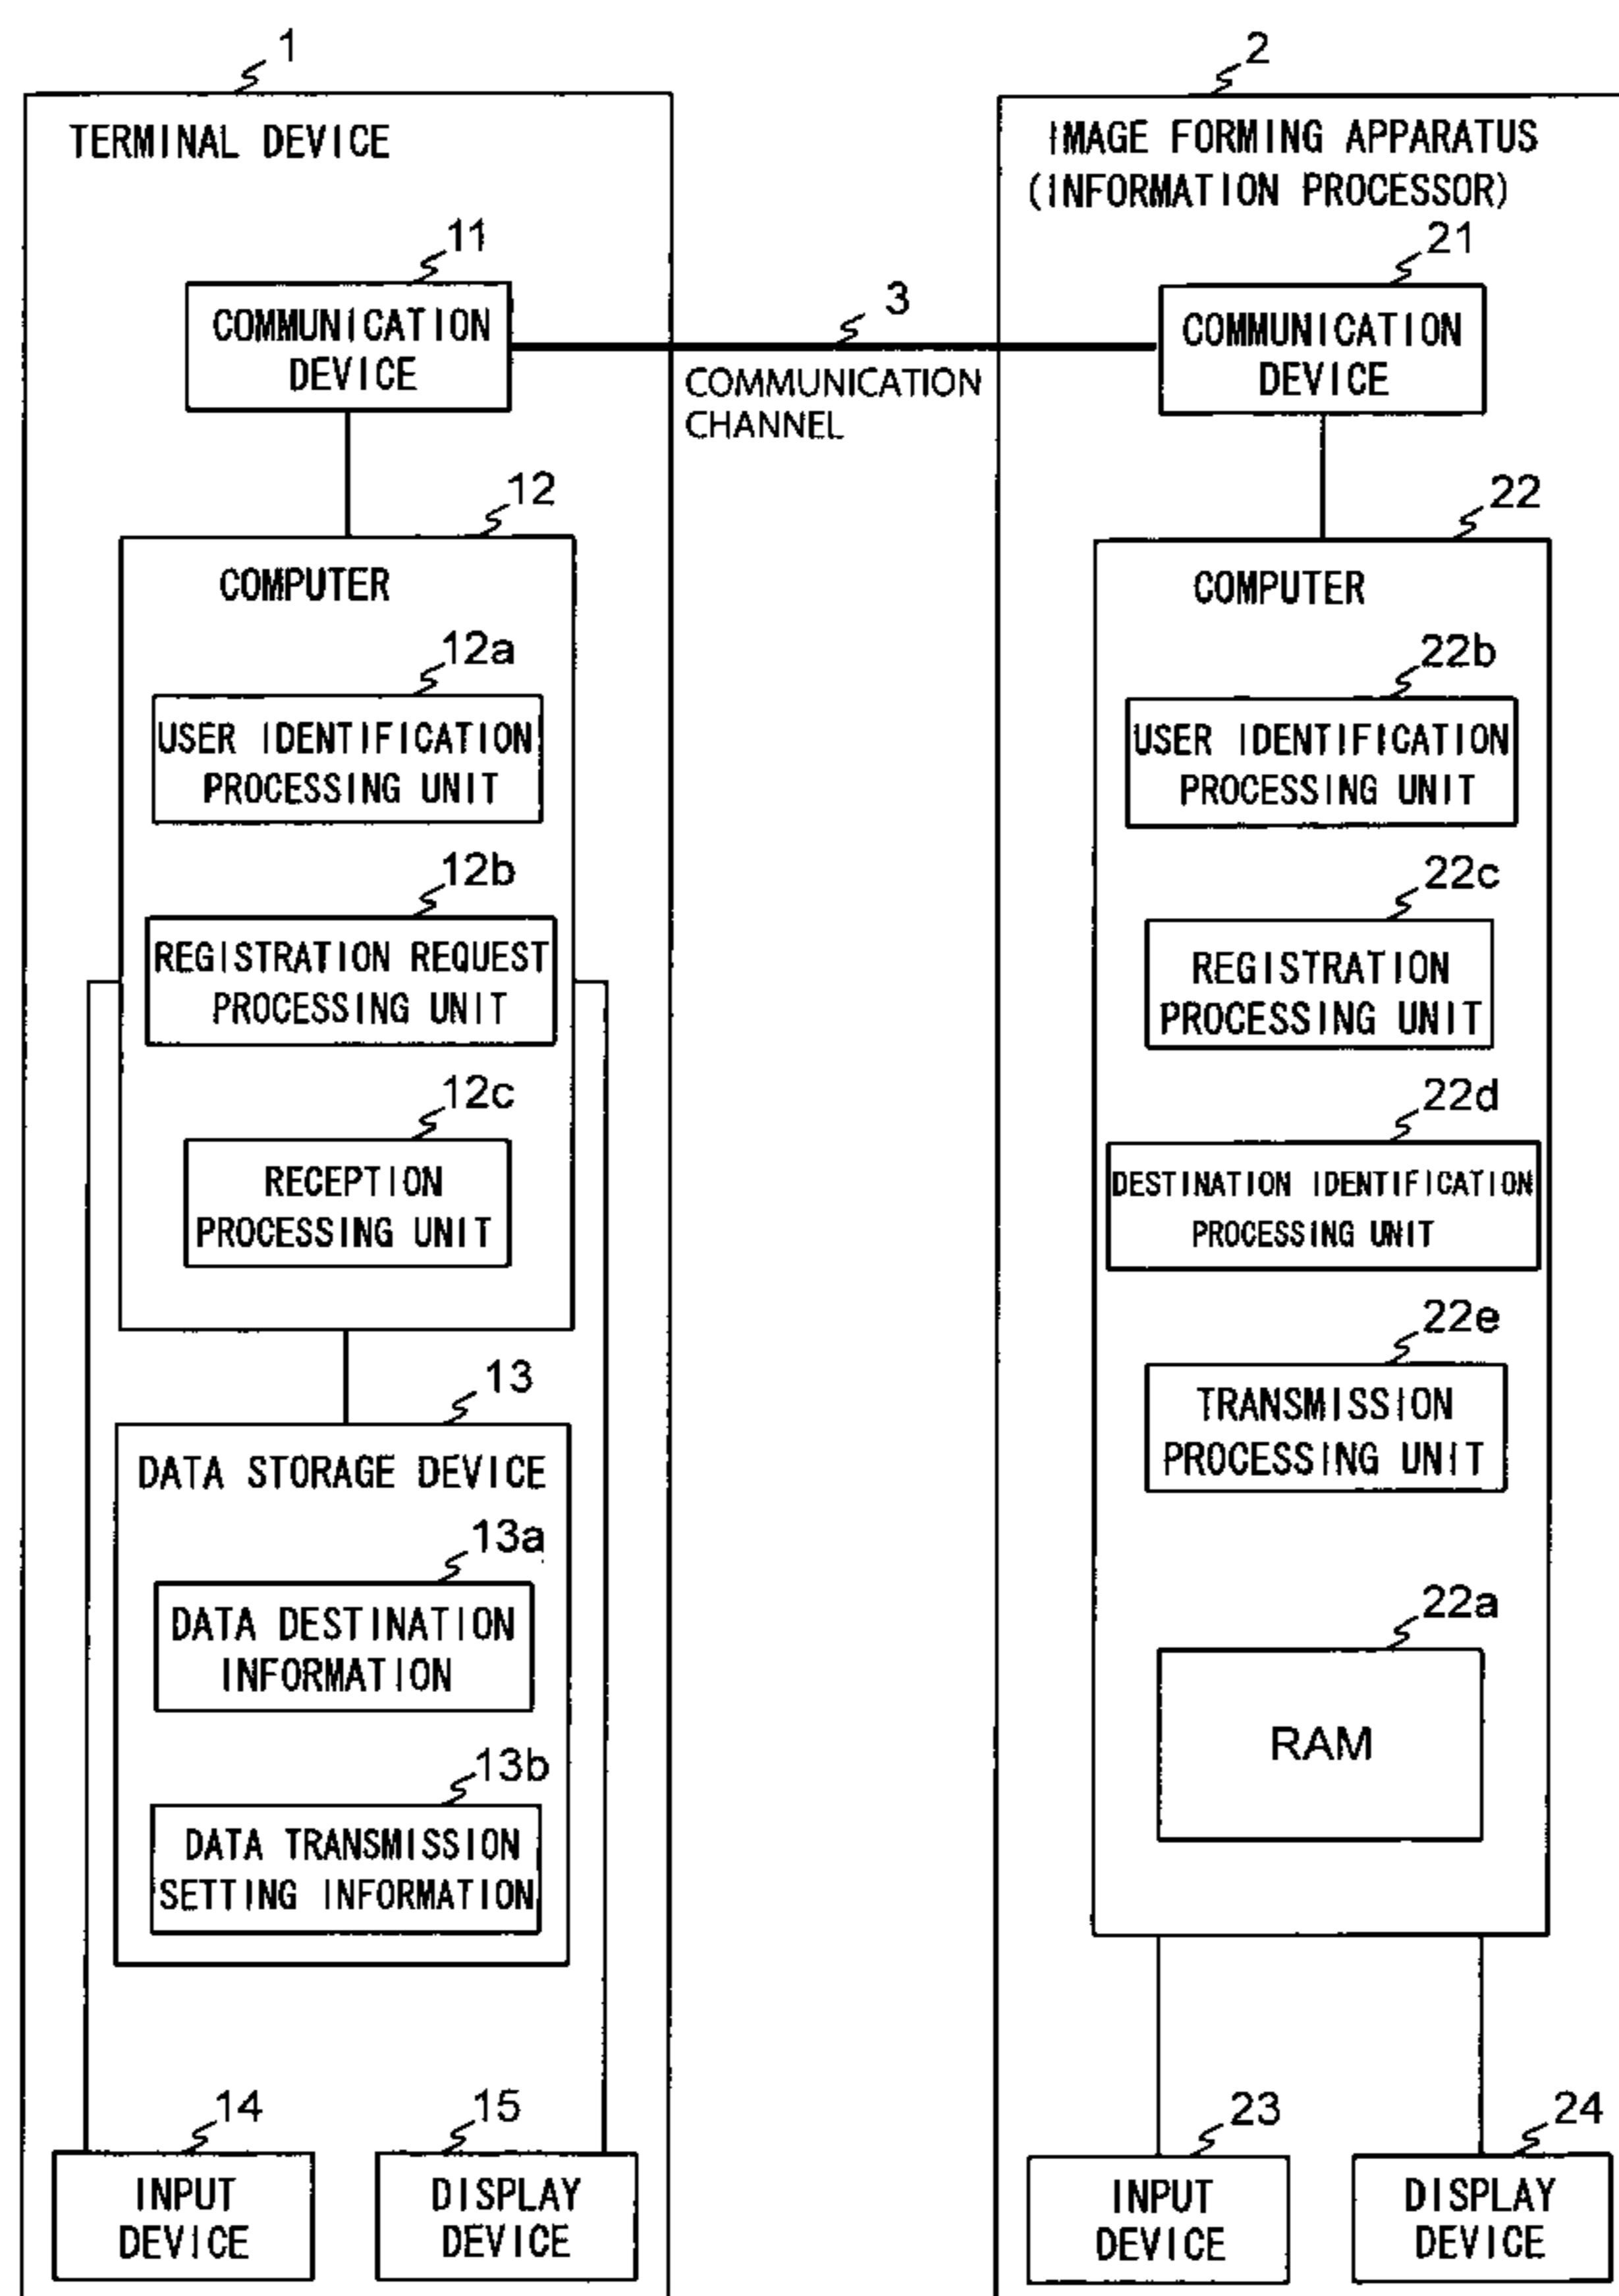 1
TERMINAL DEVICE
11
COMMUNICATION
DEVICE
12
COMPUTER
12a
USER IDENTIFICATION
PROCESSING UNIT
12b
REGISTRATION REQUEST
PROCESSING UNIT
12c
RECEPTION
PROCESSING UNIT
13
DATA STORAGE DEVICE
13a
DATA DESTINATION
INFORMATION
13b
DATA TRANSMISSION
SETTING INFORMATION
14
INPUT
DEVICE
15
DISPLAY
DEVICE
3
COMMUNICATION
CHANNEL
2
IMAGE FORMING APPARATUS
(INFORMATION PROCESSOR)
21
COMMUNICATION
DEVICE
22
COMPUTER
22b
USER IDENTIFICATION
PROCESSING UNIT
22c
REGISTRATION
PROCESSING UNIT
22d
DESTINATION IDENTIFICATION
PROCESSING UNIT
22e
TRANSMISSION
PROCESSING UNIT
22a
RAM
23
INPUT
DEVICE
24
DISPLAY
DEVICE